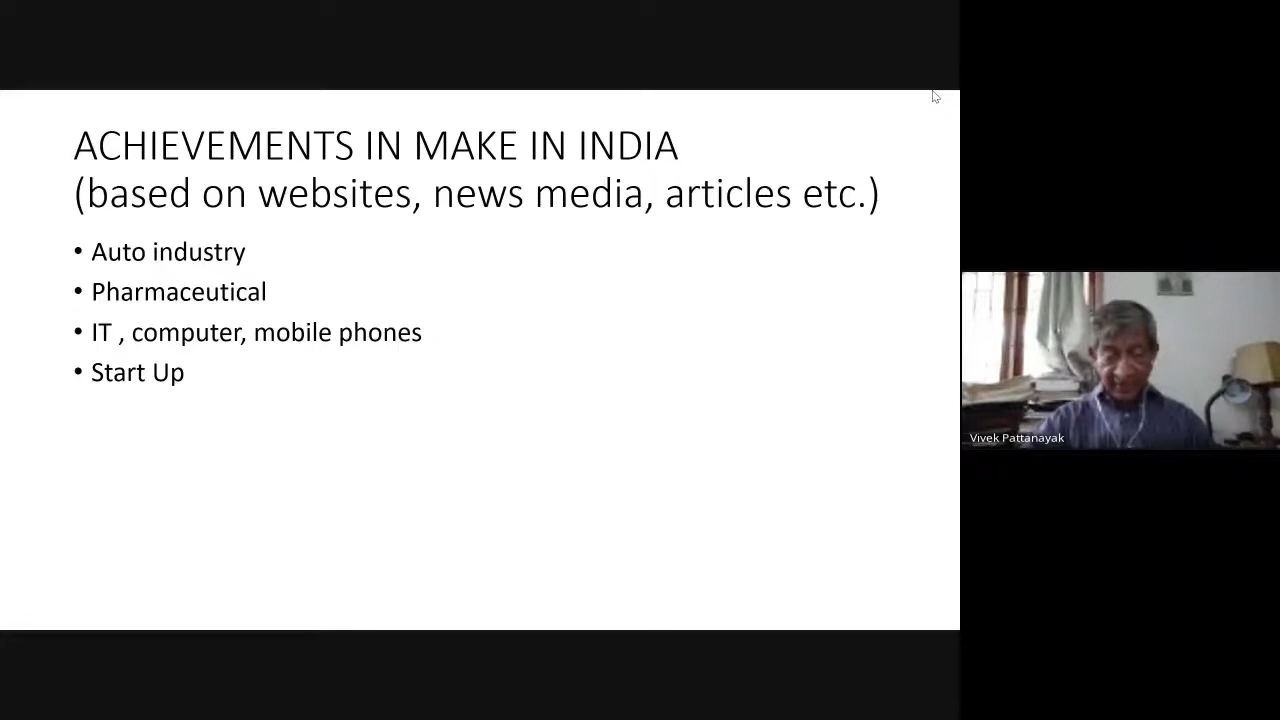 ACHIEVEMENTS IN MAKE IN INDIA
(based on websites, news media, articles etc.)
• Auto industry
• Pharmaceutical
• IT , computer, mobile phones
• Start Up
Vivek Pattanayak